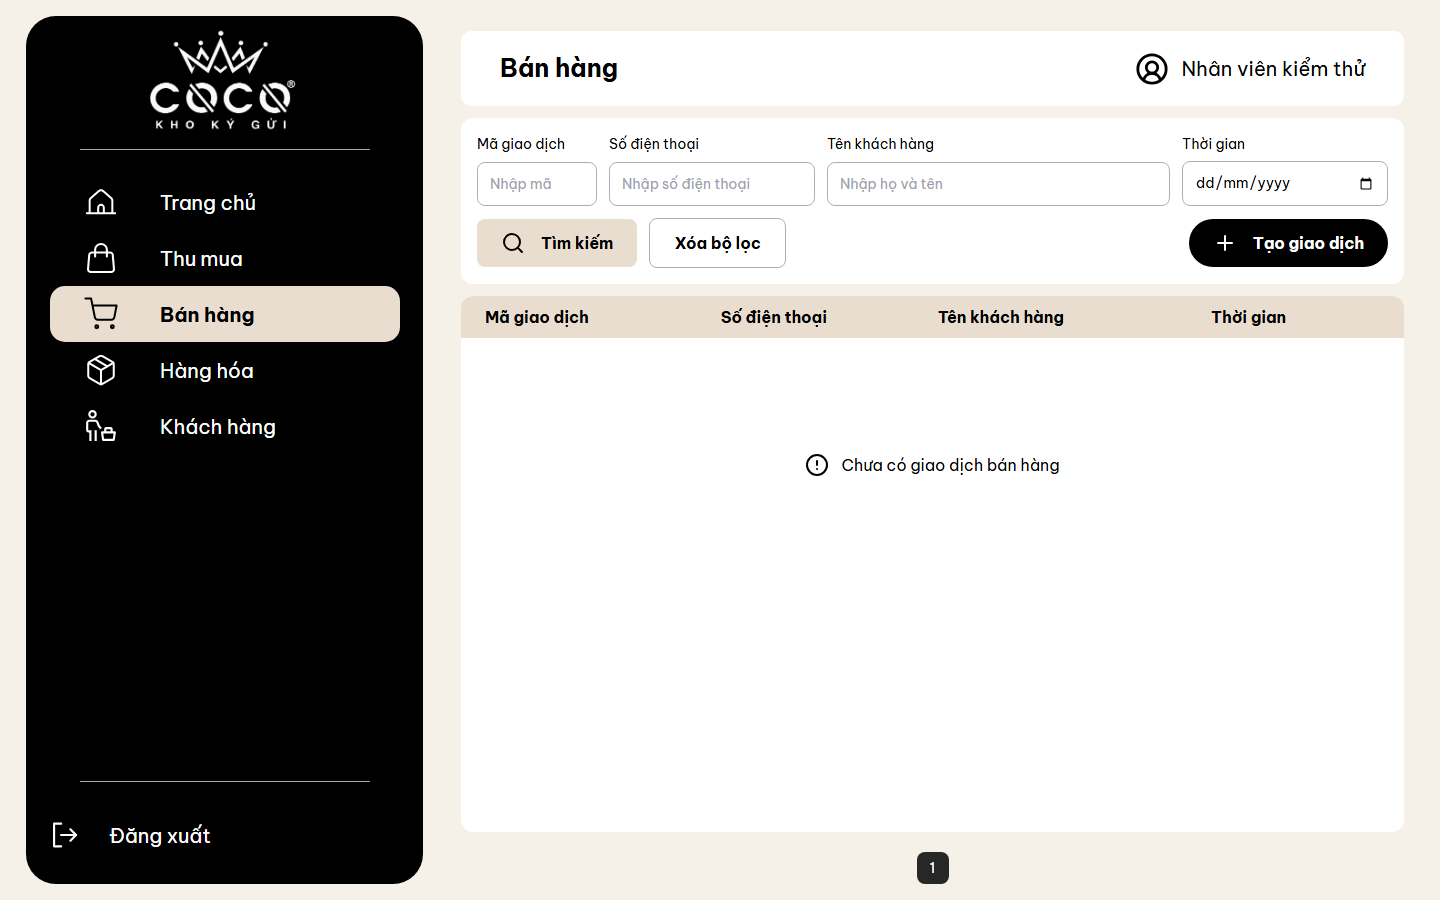 COCO®
KHO KÝ GỬI
Trang chủ
Thu mua
Bán hàng
Hàng hóa
Khách hàng
Đăng xuất
Bán hàng
Nhân viên kiểm thử
Mã giao dịch
Số điện thoại
Tên khách hàng
Thời gian
Nhập mã
Nhập số điện thoại
Nhập họ và tên
dd/mm/yyyy
Tìm kiếm
Xóa bộ lọc
Tạo giao dịch
Mã giao dịch
Số điện thoại
Tên khách hàng
Thời gian
Chưa có giao dịch bán hàng
1